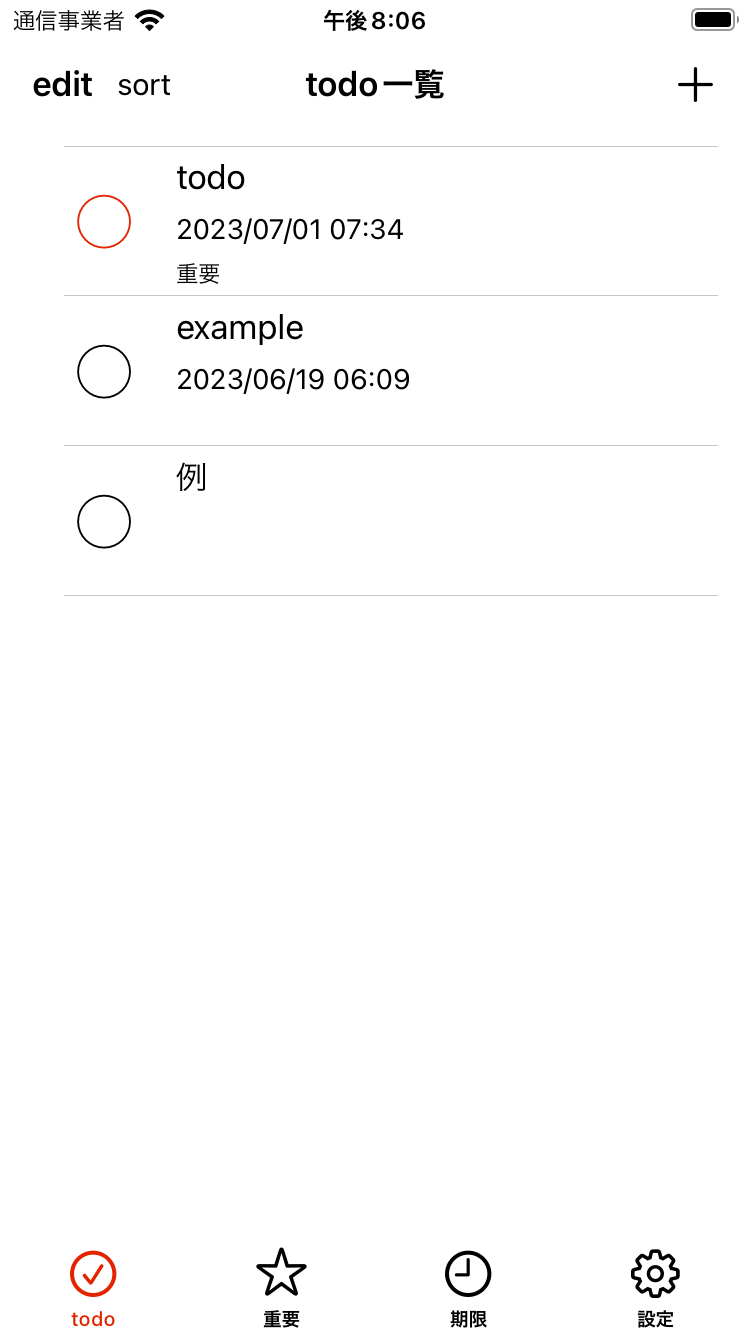 通信事業者 午後8:06
edit sort todo一覧
todo
2023/07/01 07:34
重要
example
2023/06/19 06:09
例
todo 重要 期限 設定